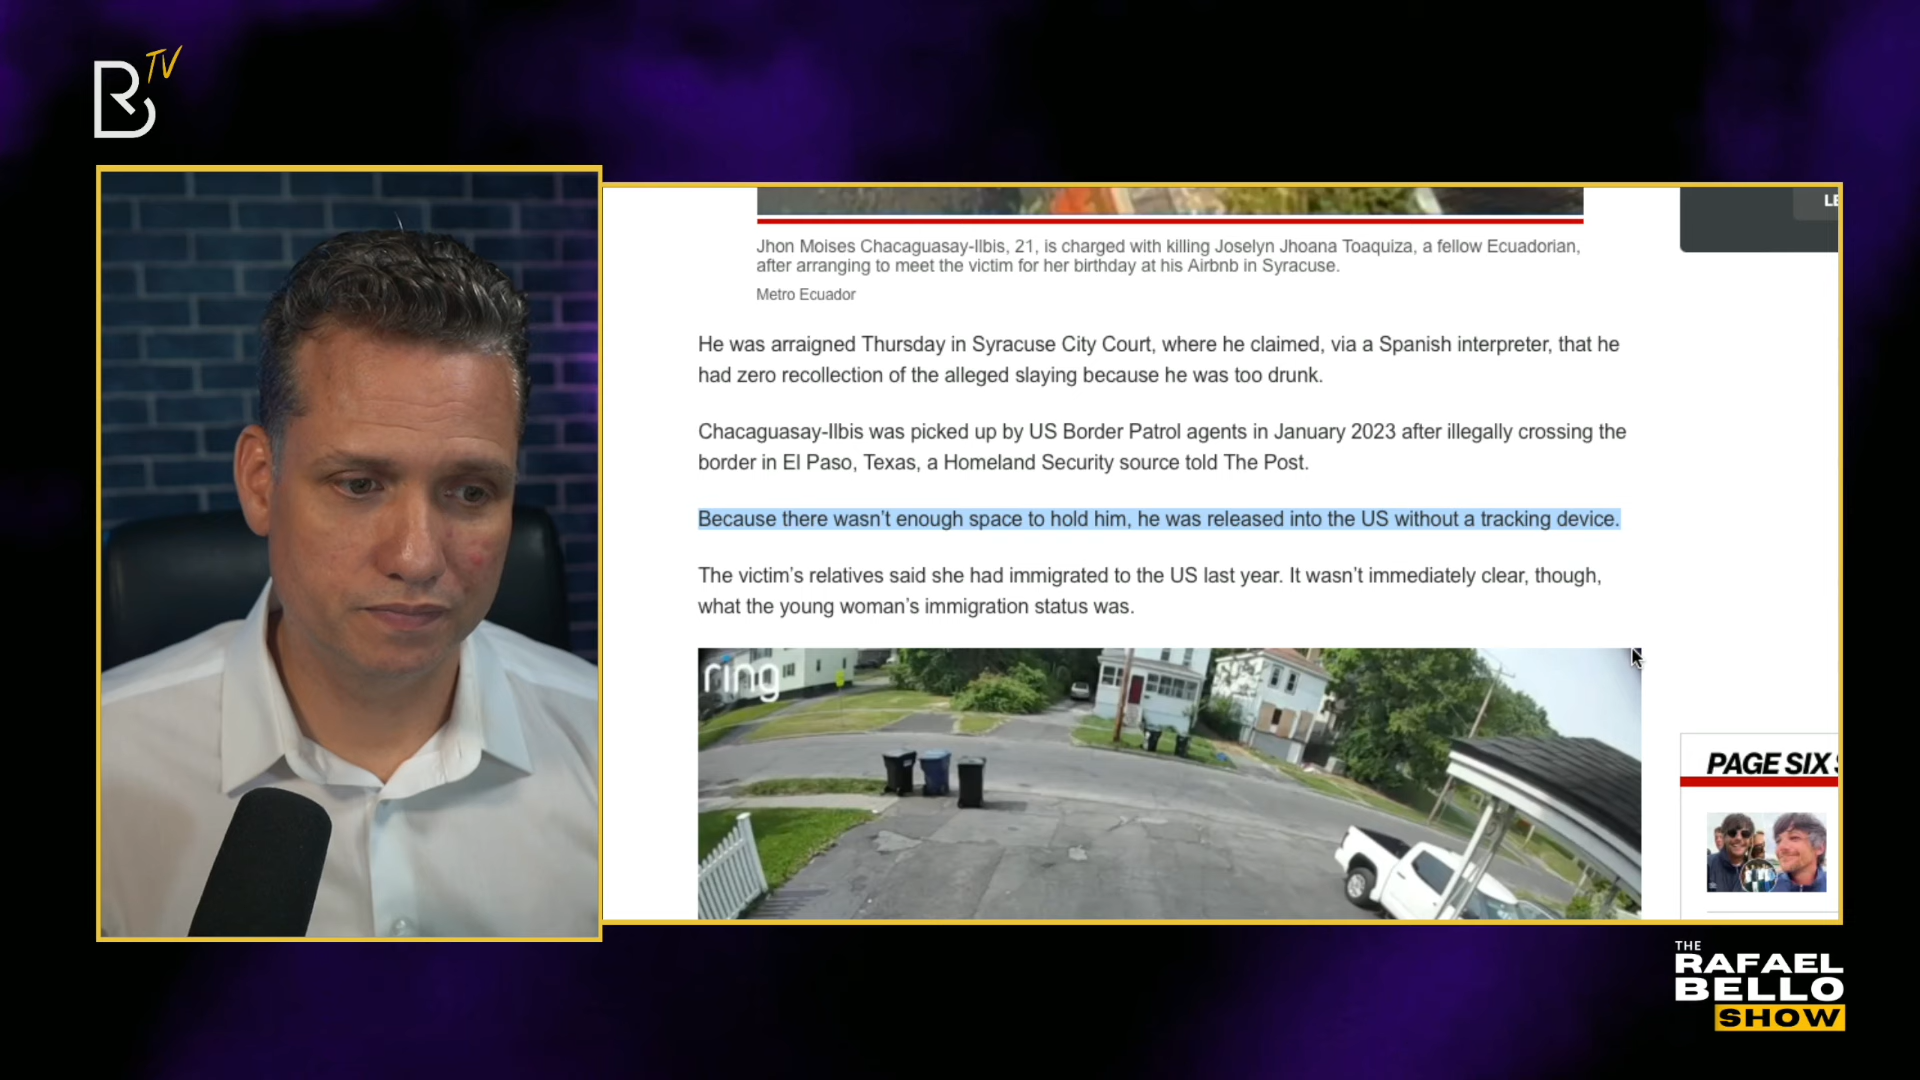 TV
RB
LE
Jhon Moises Chacaguasay-Ilbis, 21, is charged with killing Joselyn Jhoana Toaquiza, a fellow Ecuadorian,
after arranging to meet the victim for her birthday at his Airbnb in Syracuse.
Metro Ecuador
He was arraigned Thursday in Syracuse City Court, where he claimed, via a Spanish interpreter, that he
had zero recollection of the alleged slaying because he was too drunk.
Chacaguasay-Ilbis was picked up by US Border Patrol agents in January 2023 after illegally crossing the
border in El Paso, Texas, a Homeland Security source told The Post.
Because there wasn’t enough space to hold him, he was released into the US without a tracking device.
The victim’s relatives said she had immigrated to the US last year. It wasn’t immediately clear, though,
what the young woman’s immigration status was.
ring
PAGE SIX
THE
RAFAEL
BELLO
SHOW